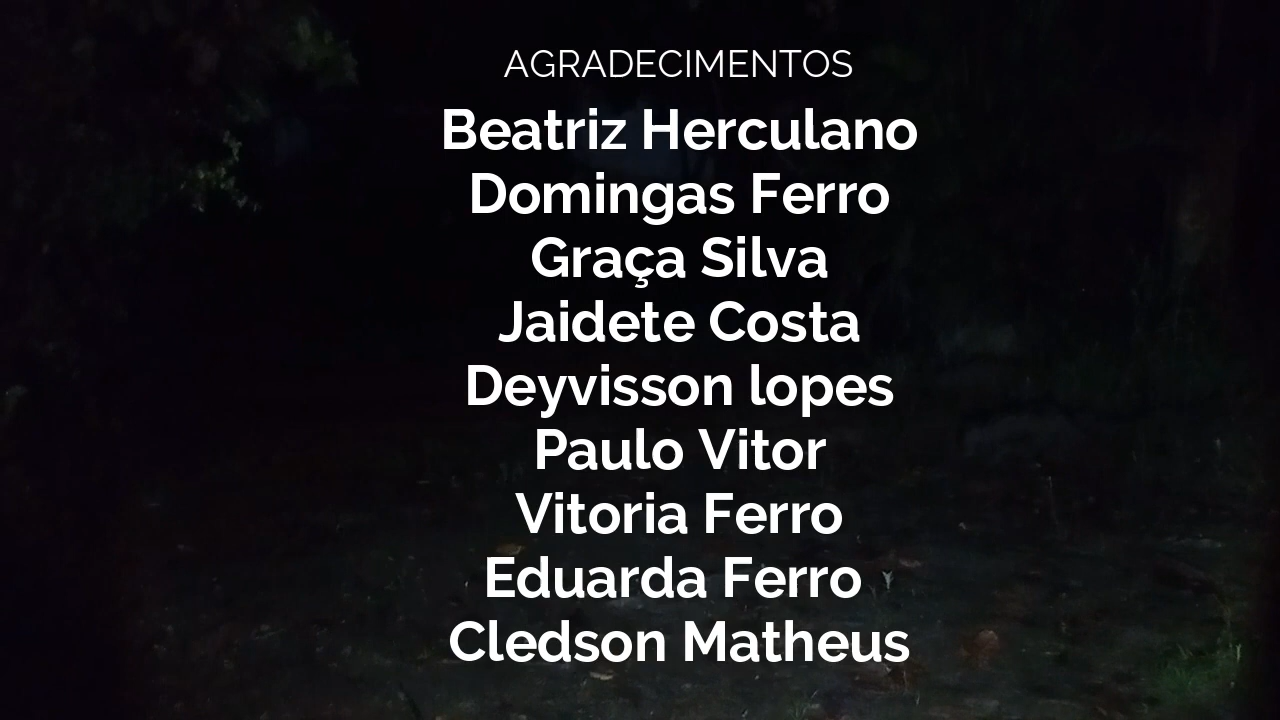 AGRADECIMENTOS
Beatriz Herculano
Domingas Ferro
Graça Silva
Jaidete Costa
Deyvisson lopes
Paulo Vitor
Vitoria Ferro
Eduarda Ferro
Cledson Matheus